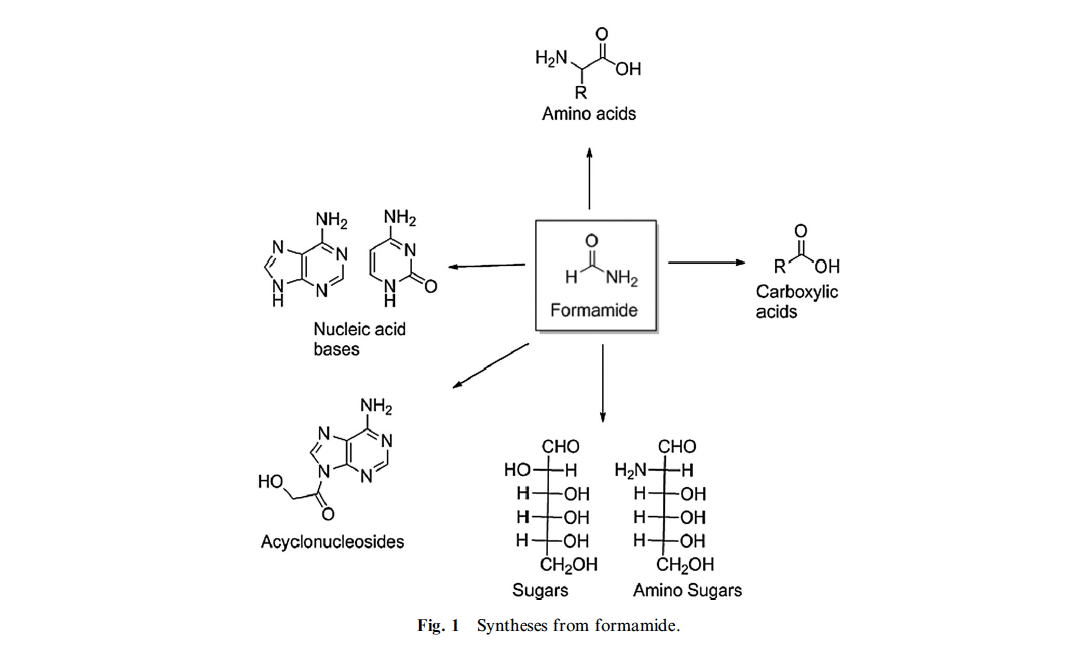 O
H₂N
OH
R
Amino acids
NH₂
N
N
N
H
N
NH₂
N
N
H
O
Nucleic acid
bases
O
H
NH₂
Formamide
O
R
OH
Carboxylic
acids
NH₂
N
N
N
N
HO
O
Acyclonucleosides
CHO
HO H
H OH
H OH
H OH
CH₂OH
Sugars
CHO
H₂N H
H OH
H OH
H OH
CH₂OH
Amino Sugars
Fig. 1 Syntheses from formamide.